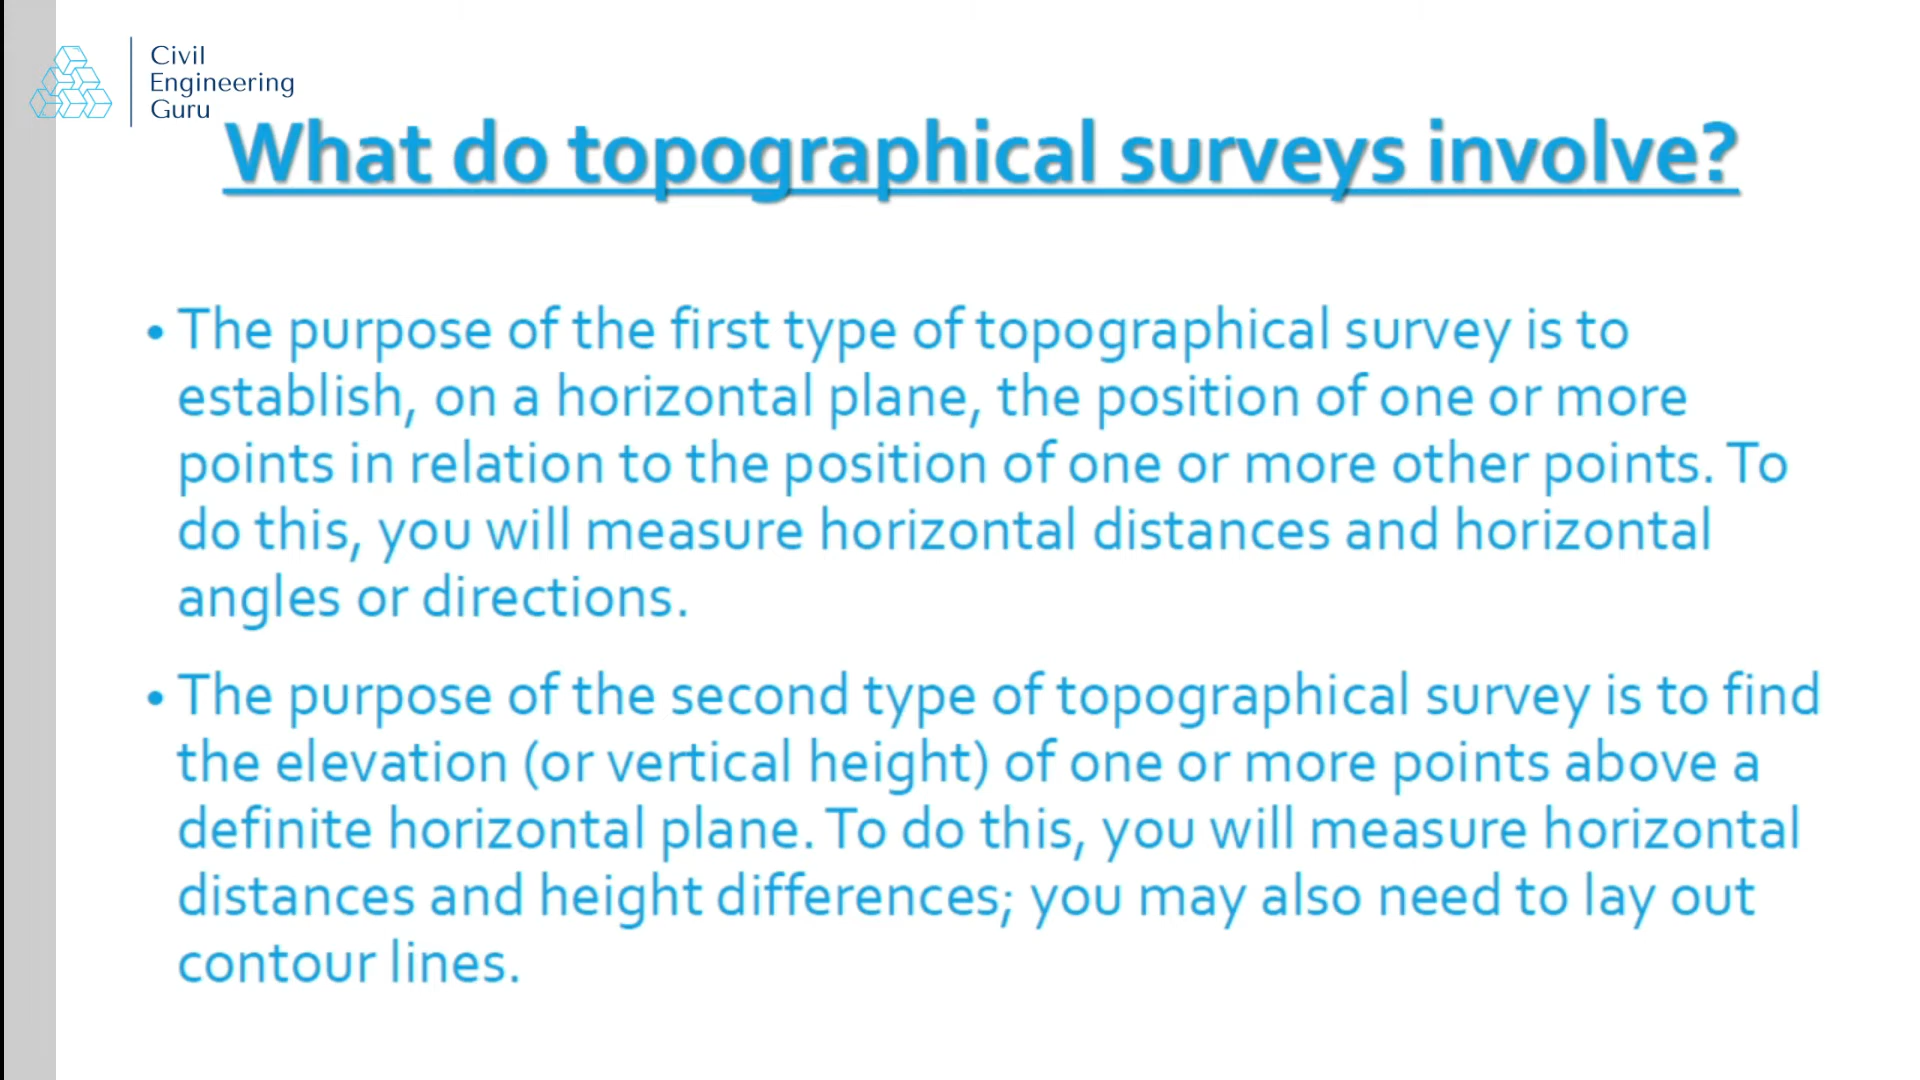 Civil
Engineering
Guru
What do topographical surveys involve?
• The purpose of the first type of topographical survey is to
establish, on a horizontal plane, the position of one or more
points in relation to the position of one or more other points. To
do this, you will measure horizontal distances and horizontal
angles or directions.
• The purpose of the second type of topographical survey is to find
the elevation (or vertical height) of one or more points above a
definite horizontal plane. To do this, you will measure horizontal
distances and height differences; you may also need to lay out
contour lines.